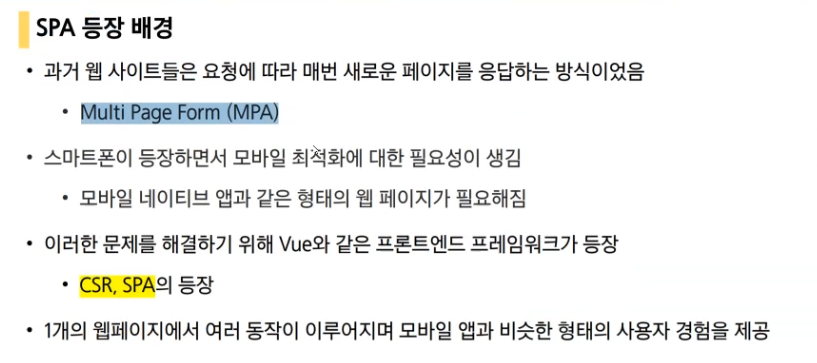 SPA 등장 배경
• 과거 웹 사이트들은 요청에 따라 매번 새로운 페이지를 응답하는 방식이었음
• Multi Page Form (MPA)
• 스마트폰이 등장하면서 모바일 최적화에 대한 필요성이 생김
• 모바일 네이티브 앱과 같은 형태의 웹 페이지가 필요해짐
• 이러한 문제를 해결하기 위해 Vue와 같은 프론트엔드 프레임워크가 등장
• CSR, SPA의 등장
• 1개의 웹페이지에서 여러 동작이 이루어지며 모바일 앱과 비슷한 형태의 사용자 경험을 제공